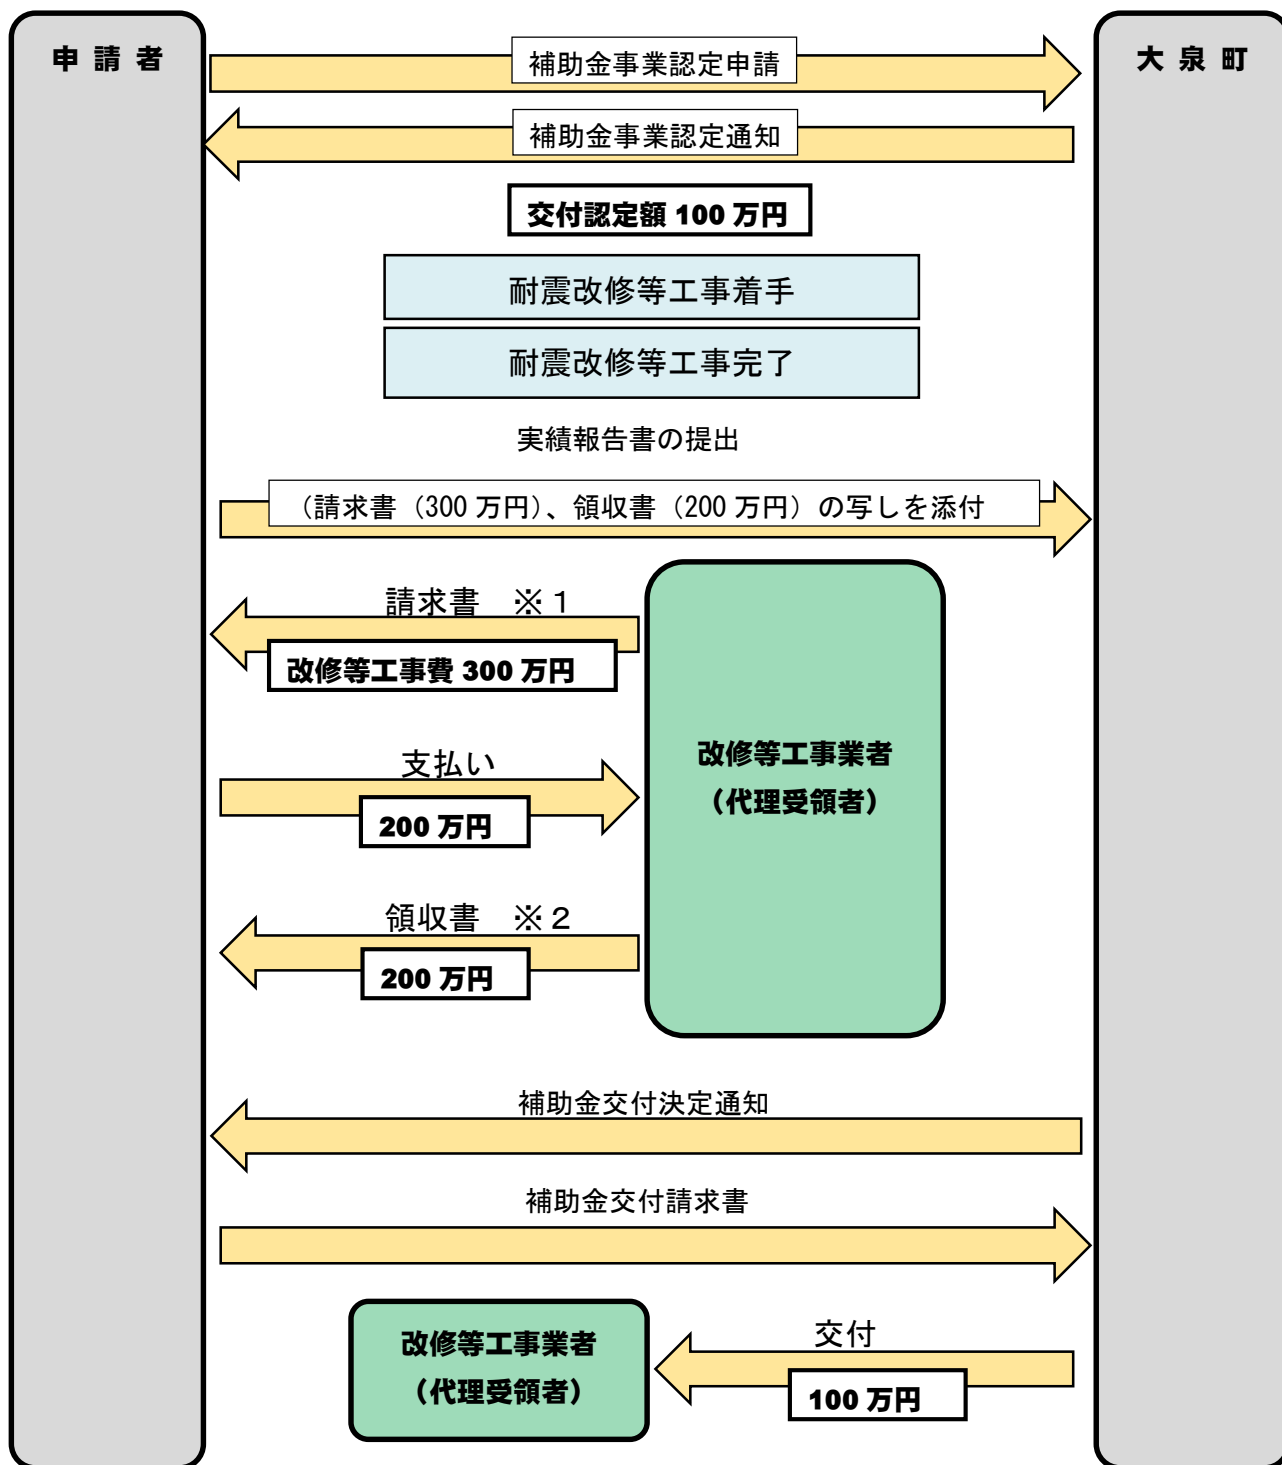 申 請 者
大 泉 町
補助金事業認定申請
補助金事業認定通知
交付認定額 100 万円
耐震改修等工事着手
耐震改修等工事完了
実績報告書の提出
（請求書（300 万円）、領収書（200 万円）の写しを添付
請求書　※１
改修等工事費 300 万円
改修等工事業者
（代理受領者）
支払い
200 万円
領収書　※２
200 万円
補助金交付決定通知
補助金交付請求書
改修等工事業者
（代理受領者）
交付
100 万円